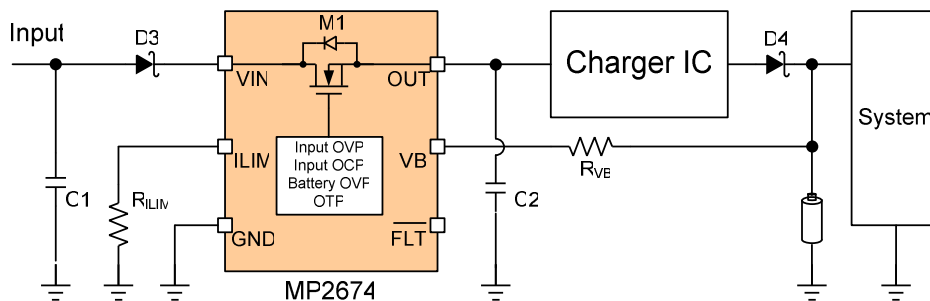 Input
D3
M1
D4
VIN
OUT
Charger IC
System
ILIM
VB
Input OVP
Input OCP
Battery OVP
OTP
RVB
C1
RILIM
C2
GND
FLT
MP2674